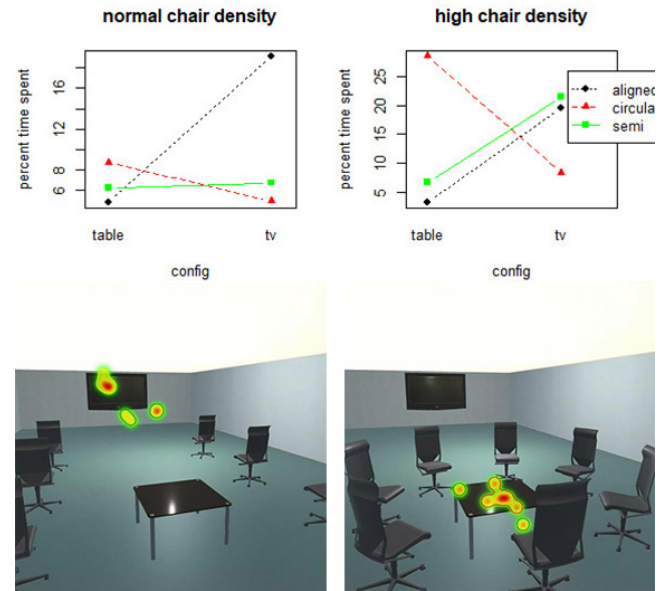 normal chair density
percent time spent
16
12
8
6
table
tv
config
high chair density
percent time spent
25
20
15
10
5
table
tv
config
aligned
circula
semi